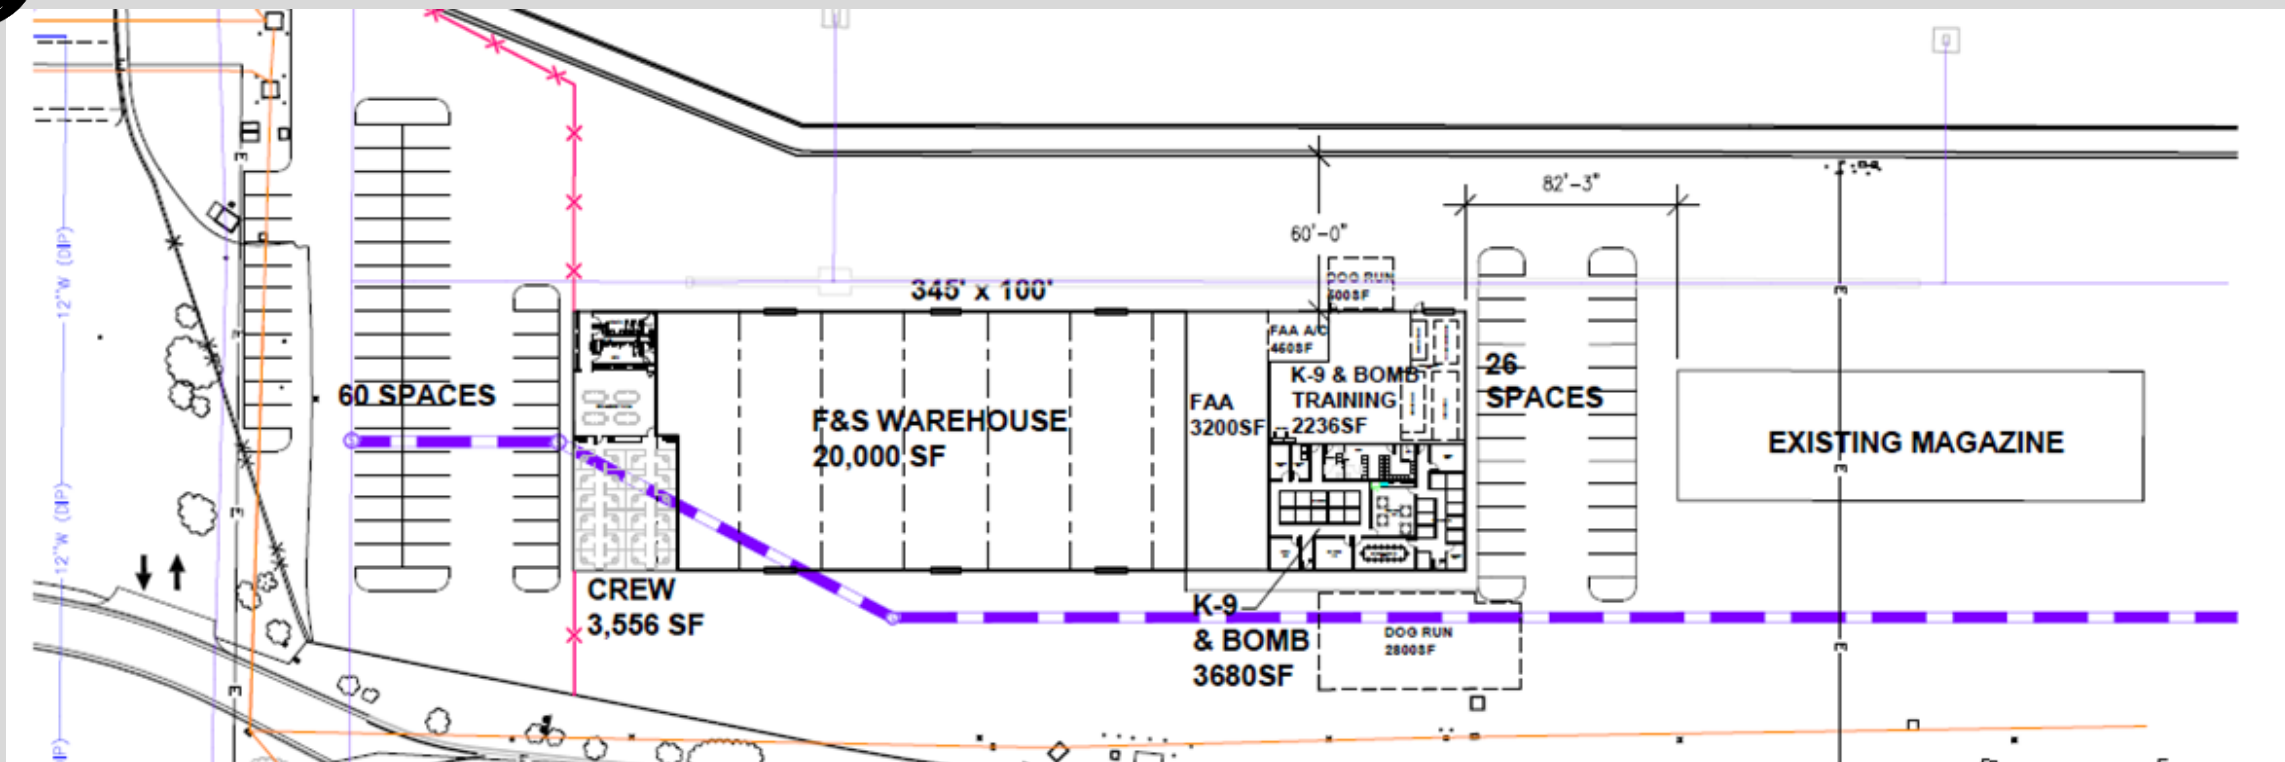 12"W (DIP)
12"W (DIP)
60 SPACES
345' x 100'
82'-3"
60'-0"
DOG RUN
FAA A/C
460SF
K-9 & BOMB
TRAINING
2236SF
FAA
3200SF
F&S WAREHOUSE
20,000 SF
26
SPACES
EXISTING MAGAZINE
CREW
3,556 SF
K-9
& BOMB
3680SF
DOG RUN
2800SF
E
E
E
E
E
E
E